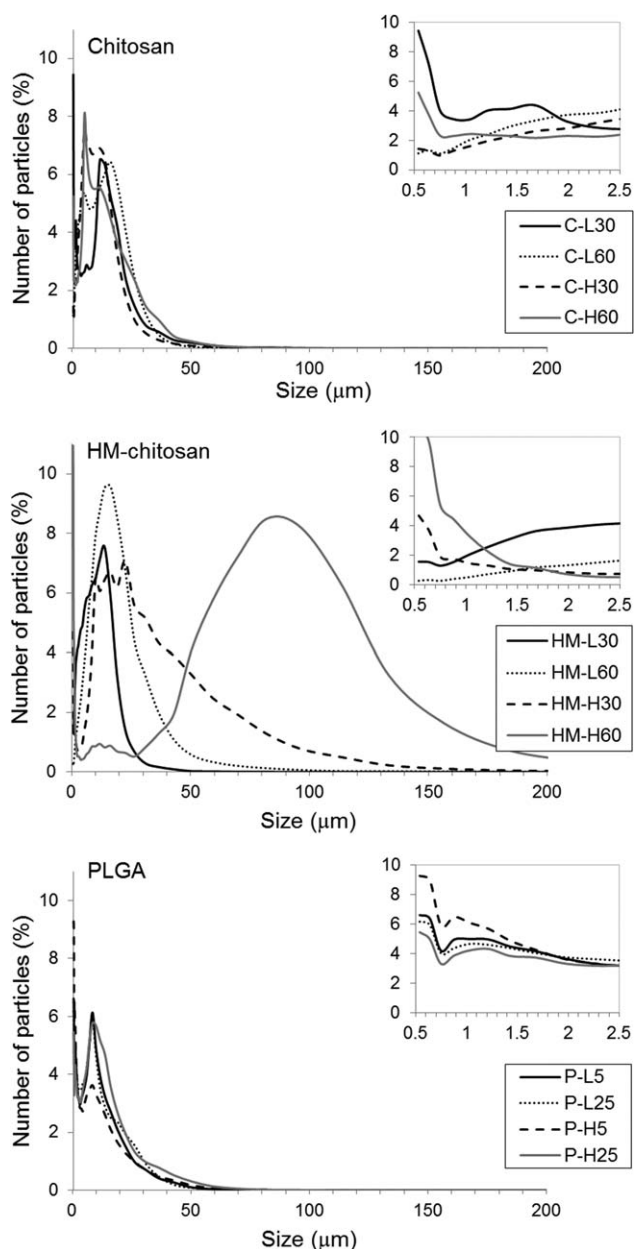 Chitosan
Number of particles (%)
10
8
6
4
2
0
0.5 1 1.5 2 2.5
C-L30
C-L60
C-H30
C-H60
8
6
4
2
0
0 50 100 150 200
Size (μm)
HM-chitosan
Number of particles (%)
10
8
6
4
2
0
0.5 1 1.5 2 2.5
HM-L30
HM-L60
HM-H30
HM-H60
10
8
6
4
2
0
0 50 100 150 200
Size (μm)
PLGA
Number of particles (%)
10
8
6
4
2
0
0.5 1 1.5 2 2.5
P-L5
P-L25
P-H5
P-H25
10
8
6
4
2
0
0 50 100 150 200
Size (μm)